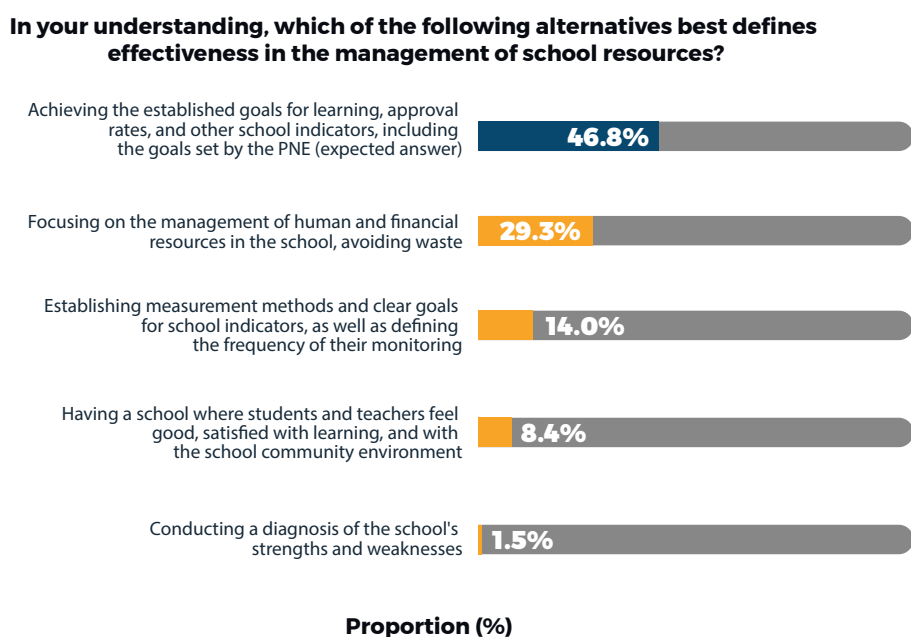 In your understanding, which of the following alternatives best defines
effectiveness in the management of school resources?
Achieving the established goals for learning, approval
rates, and other school indicators, including
the goals set by the PNE (expected answer)
46.8%
Focusing on the management of human and financial
resources in the school, avoiding waste
29.3%
Establishing measurement methods and clear goals
for school indicators, as well as defining
the frequency of their monitoring
14.0%
Having a school where students and teachers feel
good, satisfied with learning, and with
the school community environment
8.4%
Conducting a diagnosis of the school's
strengths and weaknesses
1.5%
Proportion (%)